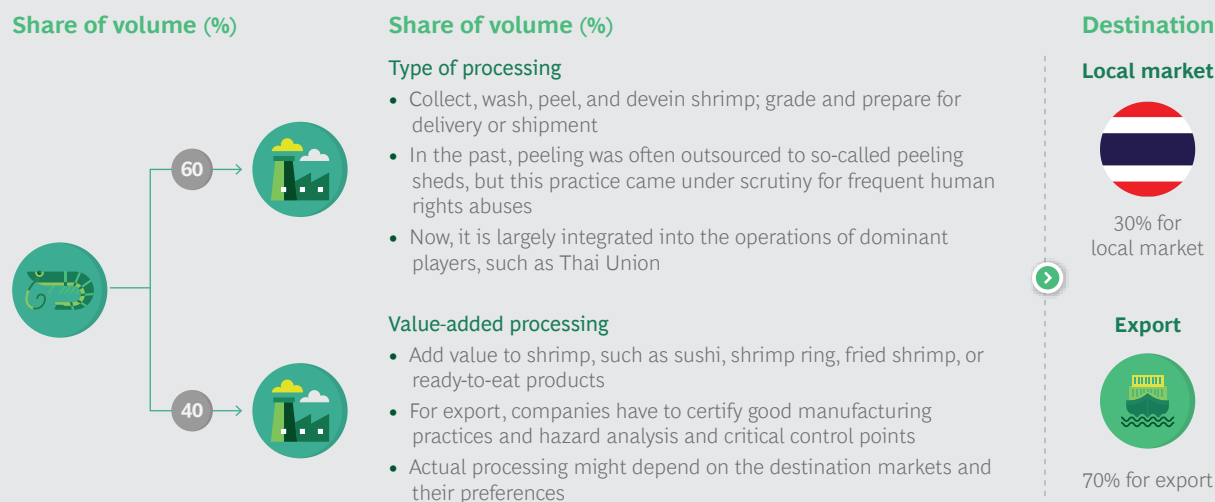 Share of volume (%)
60
40
Share of volume (%)
Type of processing
• Collect, wash, peel, and devein shrimp; grade and prepare for
delivery or shipment
• In the past, peeling was often outsourced to so-called peeling
sheds, but this practice came under scrutiny for frequent human
rights abuses
• Now, it is largely integrated into the operations of dominant
players, such as Thai Union
Value-added processing
• Add value to shrimp, such as sushi, shrimp ring, fried shrimp, or
ready-to-eat products
• For export, companies have to certify good manufacturing
practices and hazard analysis and critical control points
• Actual processing might depend on the destination markets and
their preferences
Destination
Local market
30% for
local market
Export
70% for export